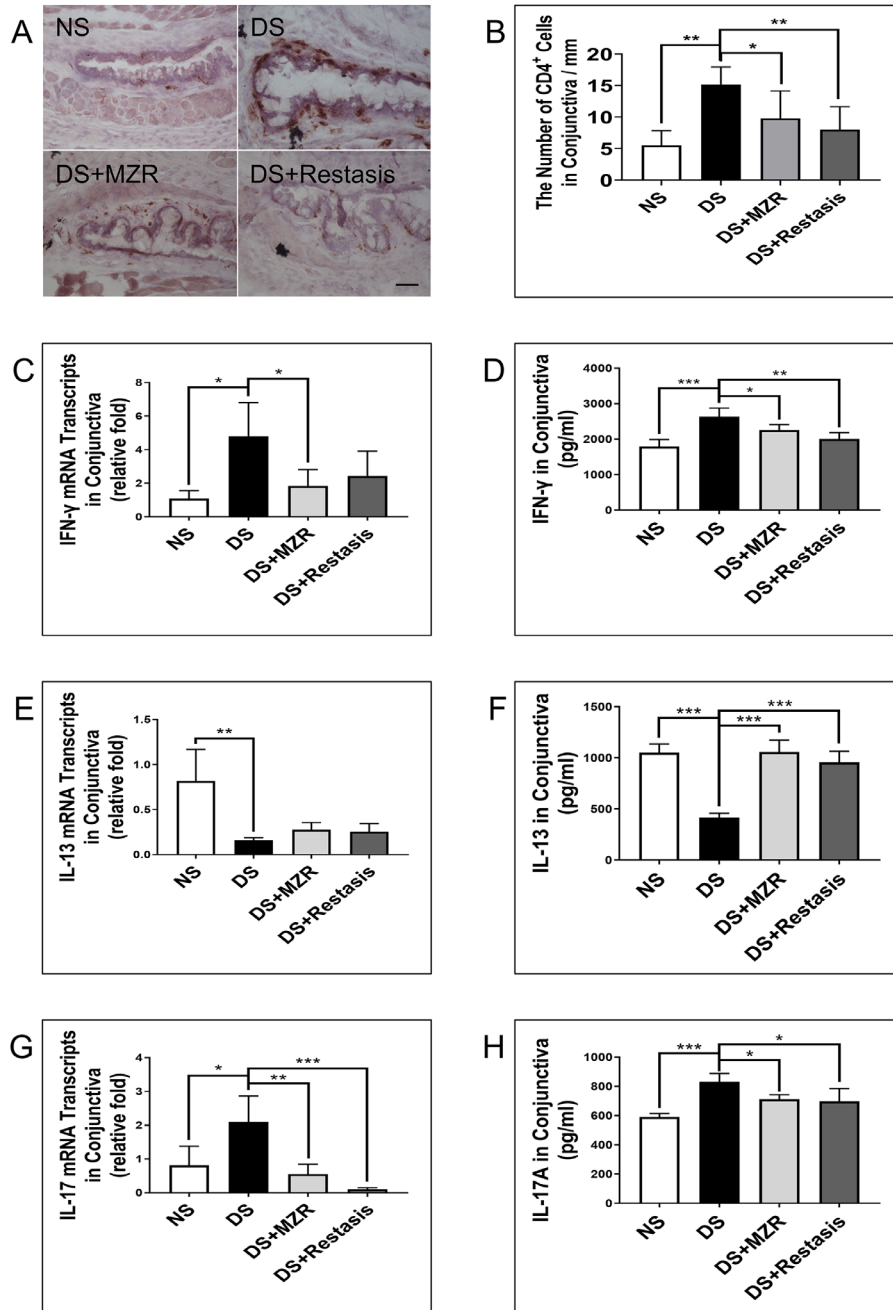 A
NS
DS
DS+MZR
DS+Restasis
B
The Number of CD4⁺ Cells
in Conjunctiva / mm
20
15
10
5
0
**
**
*
NS
DS
DS+MZR
DS+Restasis
C
IFN-γ mRNA Transcripts
in Conjunctiva
(relative fold)
8
6
4
2
0
*
*
NS
DS
DS+MZR
DS+Restasis
D
IFN-γ in Conjunctiva
(pg/ml)
4000
3000
2000
1000
0
***
**
*
NS
DS
DS+MZR
DS+Restasis
E
IL-13 mRNA Transcripts
in Conjunctiva
(relative fold)
1.5
1.0
0.5
0.0
**
NS
DS
DS+MZR
DS+Restasis
F
IL-13 in Conjunctiva
(pg/ml)
1500
1000
500
0
***
***
***
NS
DS
DS+MZR
DS+Restasis
G
IL-17 mRNA Transcripts
in Conjunctiva
(relative fold)
4
3
2
1
0
*
***
**
NS
DS
DS+MZR
DS+Restasis
H
IL-17A in Conjunctiva
(pg/ml)
1000
800
600
400
200
0
***
*
*
NS
DS
DS+MZR
DS+Restasis